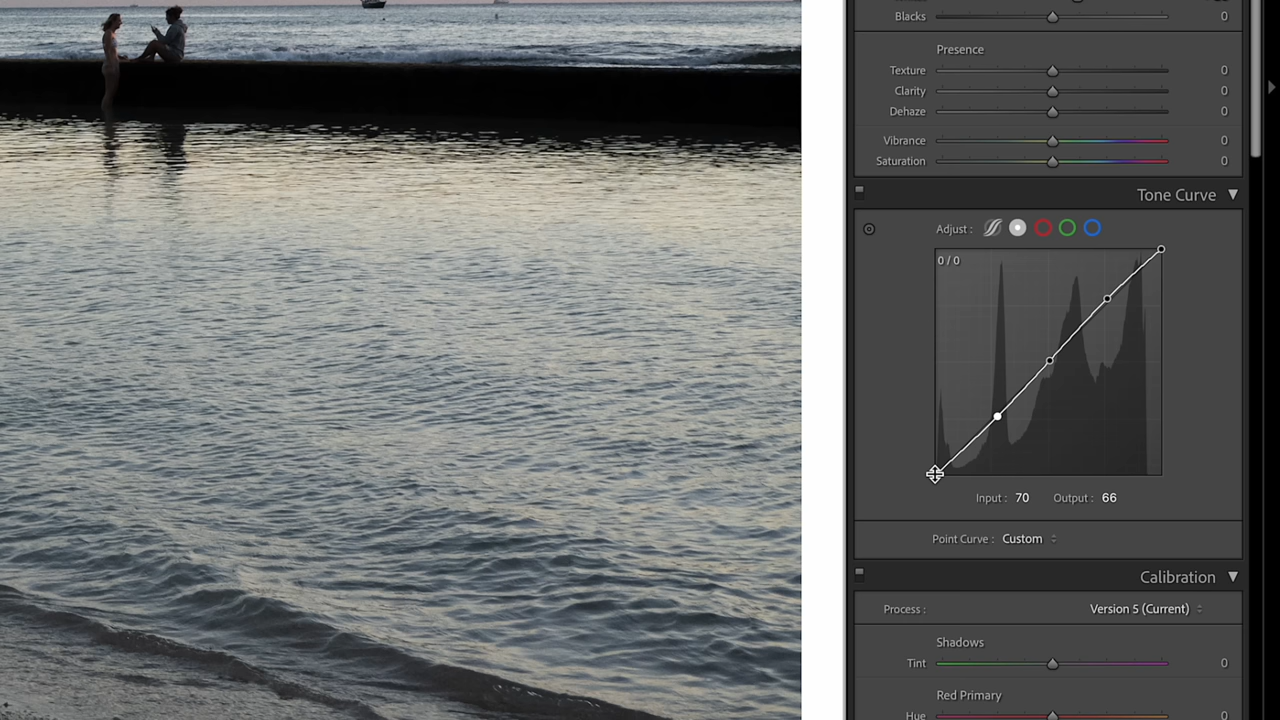 Blacks 0
Presence
Texture 0
Clarity 0
Dehaze 0
Vibrance 0
Saturation 0
Tone Curve
Adjust :
0 / 0
Input : 70 Output : 66
Point Curve : Custom
Calibration
Process : Version 5 (Current)
Shadows
Tint 0
Red Primary
Hue 0